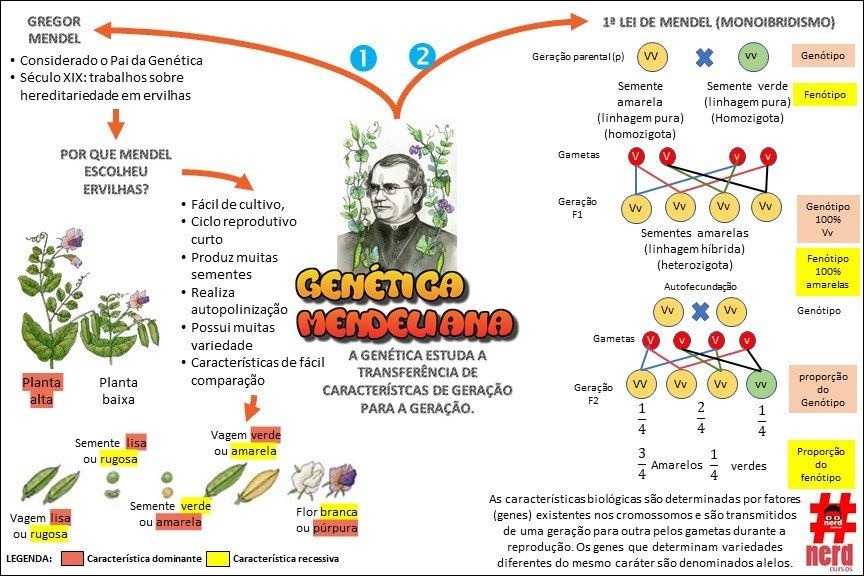 GREGOR
MENDEL
• Considerado o Pai da Genética
• Século XIX: trabalhos sobre
hereditariedade em ervilhas
POR QUE MENDEL
ESCOLHEU
ERVILHAS?
• Fácil de cultivo,
• Ciclo reprodutivo
curto
• Produz muitas
sementes
• Realiza
autopolinização
• Possui muitas
variedade
• Características de fácil
comparação
Planta
alta
Planta
baixa
Semente lisa
ou rugosa
Vagem verde
ou amarela
Vagem lisa
ou rugosa
Semente verde
ou amarela
Flor branca
ou púrpura
LEGENDA: Característica dominante Característica recessiva
1 2
GENÉTICA
MENDELIANA
A GENÉTICA ESTUDA A
TRANSFERÊNCIA DE
CARACTERÍSTCAS DE GERAÇÃO
PARA A GERAÇÃO.
1ª LEI DE MENDEL (MONOIBRIDISMO)
Geração parental (p) VV vv Genótipo
Semente
amarela
(linhagem pura)
(homozigota)
Semente verde
(linhagem pura)
(Homozigota)
Fenótipo
Gametas V V v v
Geração
F1
Vv Vv Vv Vv
Genótipo
100%
Vv
Sementes amarelas
(linhagem híbrida)
(heterozigota)
Fenótipo
100%
amarelas
Autofecundação
Vv Vv Genótipo
Gametas V v V v
Geração
F2
VV Vv Vv vv
proporção
do
Genótipo
1/4 2/4 1/4
3/4 Amarelos 1/4 verdes
Proporção
do
fenótipo
As características biológicas são determinadas por fatores
(genes) existentes nos cromossomos e são transmitidos
de uma geração para outra pelos gametas durante a
reprodução. Os genes que determinam variedades
diferentes do mesmo caráter são denominados alelos.
#
nerd
cursos